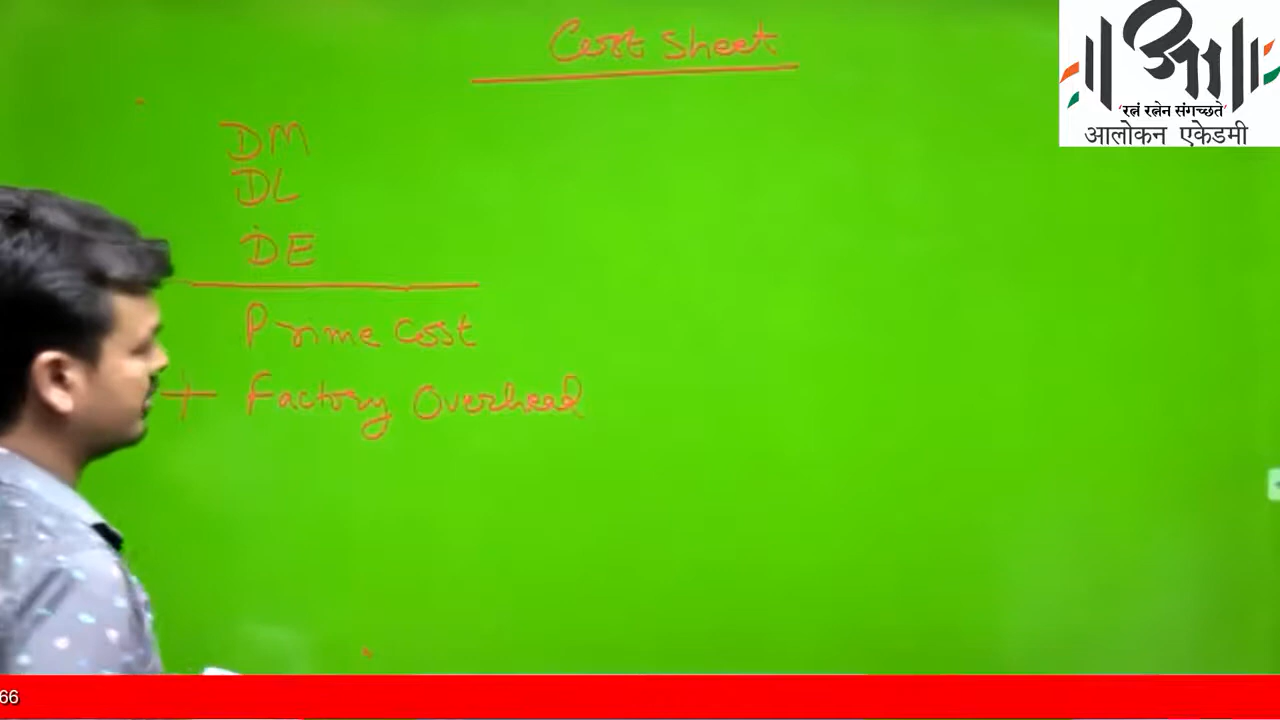 Cost Sheet
'रत्नं रत्नेन संगच्छते'
आलोकन एकेडमी
DM
DL
DE
Prime Cost
+ Factory Overhead
66